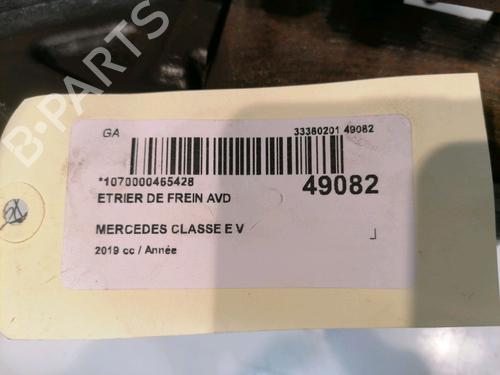 GA 33380201 49082
*1070000465428 49082
ETRIER DE FREIN AVD
MERCEDES CLASSE E V
2019 cc / Année
B-PARTS